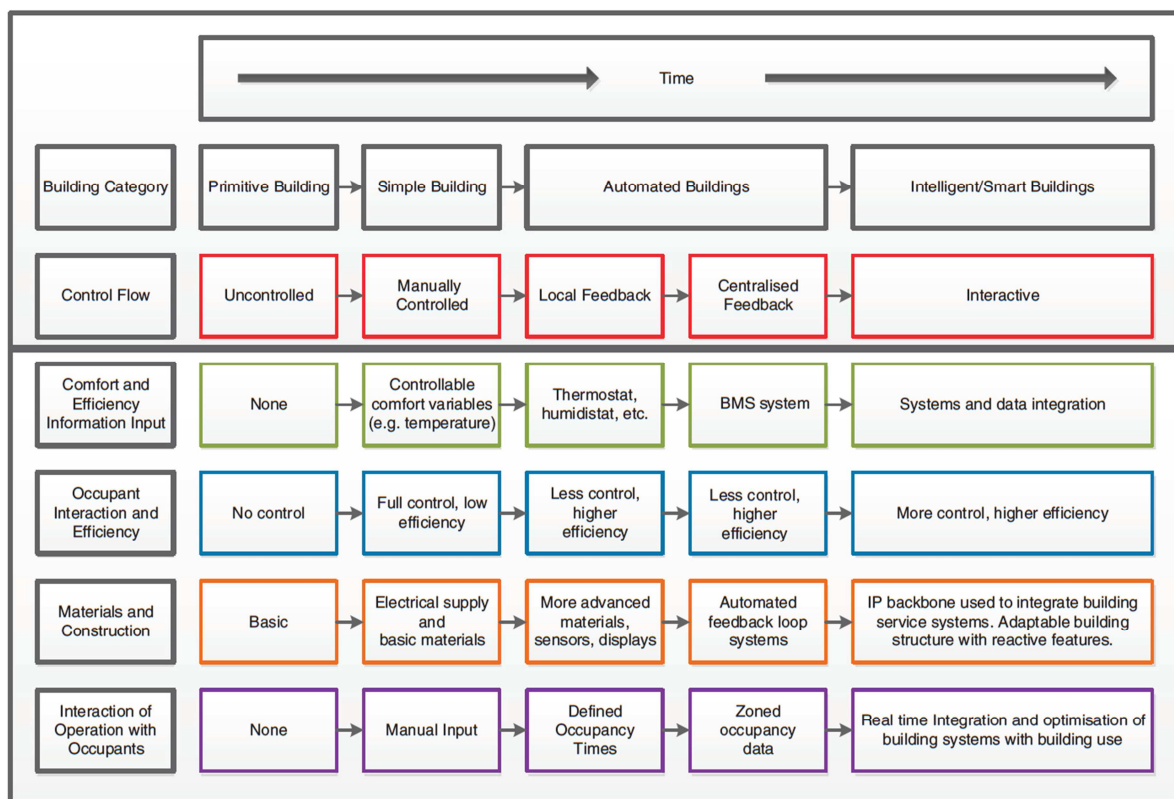 Time
Building Category
Primitive Building
Simple Building
Automated Buildings
Intelligent/Smart Buildings
Control Flow
Uncontrolled
Manually
Controlled
Local Feedback
Centralised
Feedback
Interactive
Comfort and
Efficiency
Information Input
None
Controllable
comfort variables
(e.g. temperature)
Thermostat,
humidistat, etc.
BMS system
Systems and data integration
Occupant
Interaction and
Efficiency
No control
Full control, low
efficiency
Less control,
higher
efficiency
Less control,
higher
efficiency
More control, higher efficiency
Materials and
Construction
Basic
Electrical supply
and
basic materials
More advanced
materials,
sensors, displays
Automated
feedback loop
systems
IP backbone used to integrate building
service systems. Adaptable building
structure with reactive features.
Interaction of
Operation with
Occupants
None
Manual Input
Defined
Occupancy
Times
Zoned
occupancy
data
Real time Integration and optimisation of
building systems with building use